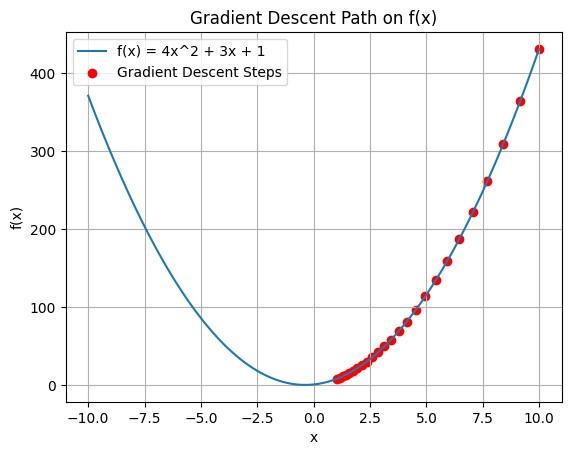 Gradient Descent Path on f(x)
f(x) = 4x^2 + 3x + 1
Gradient Descent Steps
400
300
200
100
0
f(x)
−10.0 −7.5 −5.0 −2.5 0.0 2.5 5.0 7.5 10.0
x